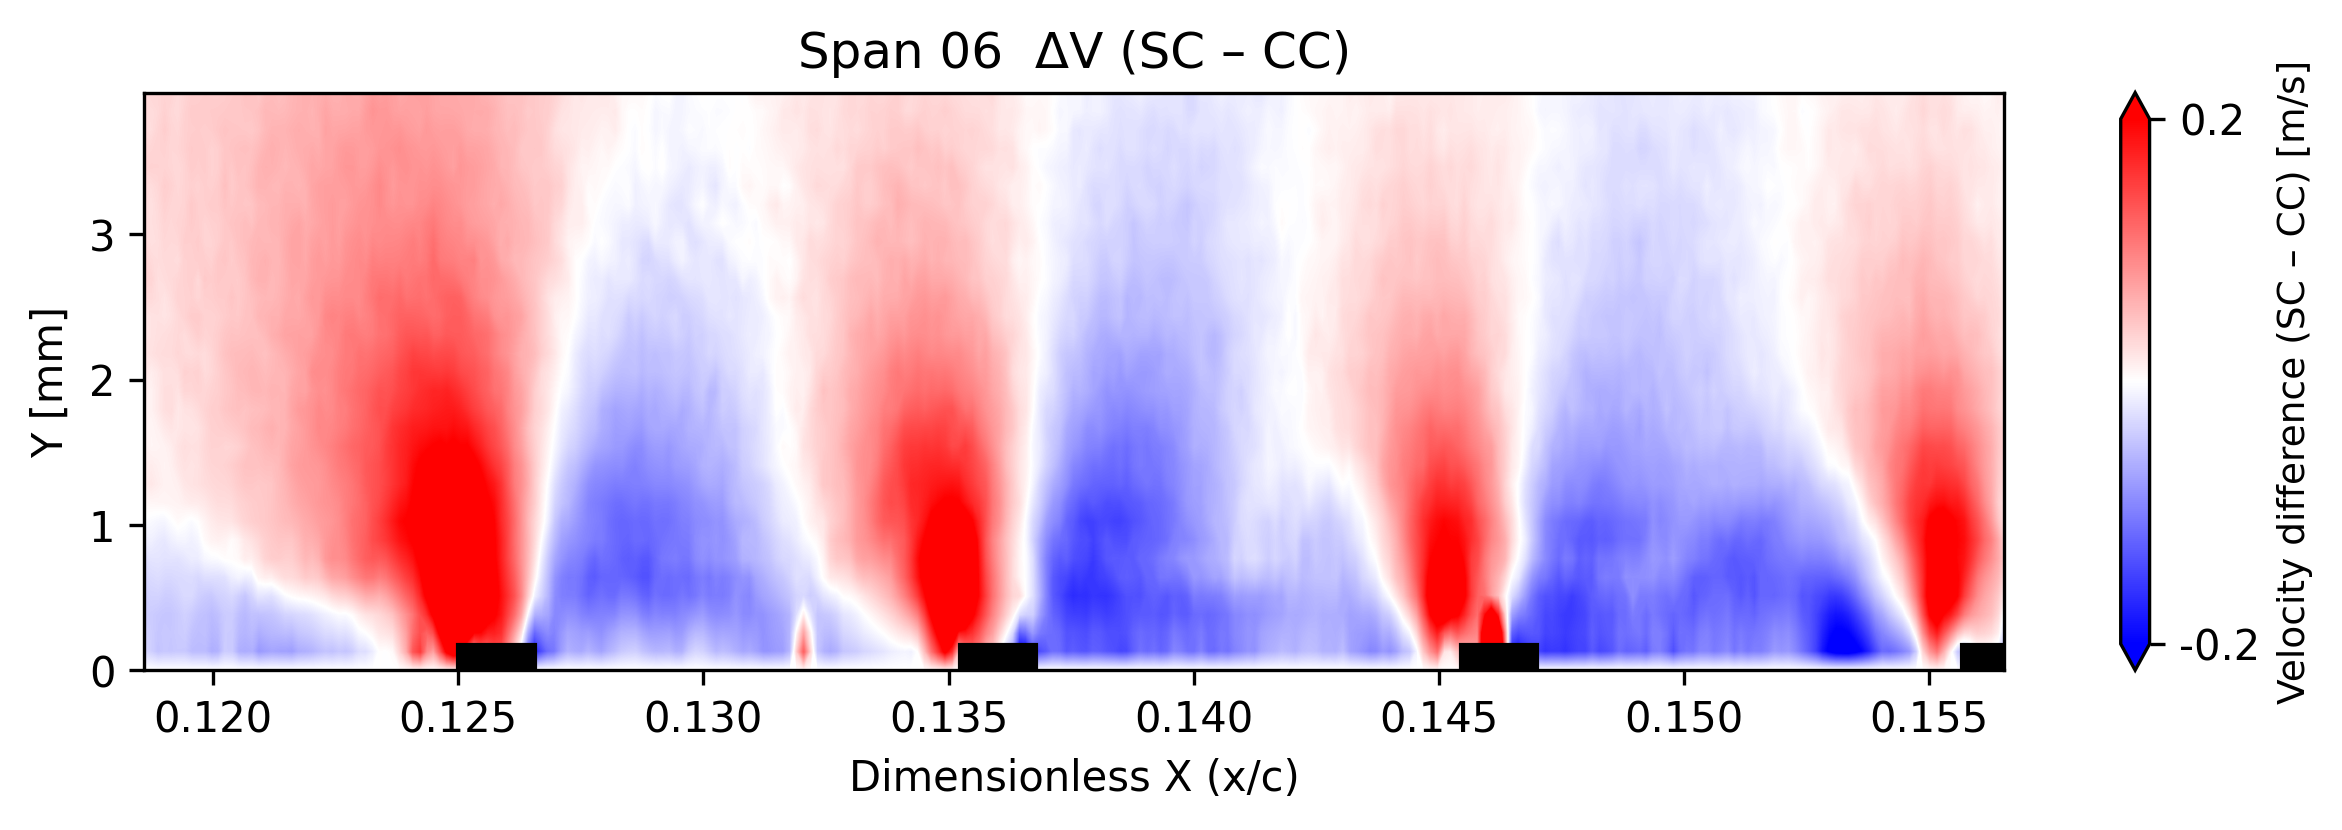 Span 06  ΔV (SC – CC)
3
2
1
0
Y [mm]
0.120 0.125 0.130 0.135 0.140 0.145 0.150 0.155
Dimensionless X (x/c)
0.2
-0.2
Velocity difference (SC – CC) [m/s]